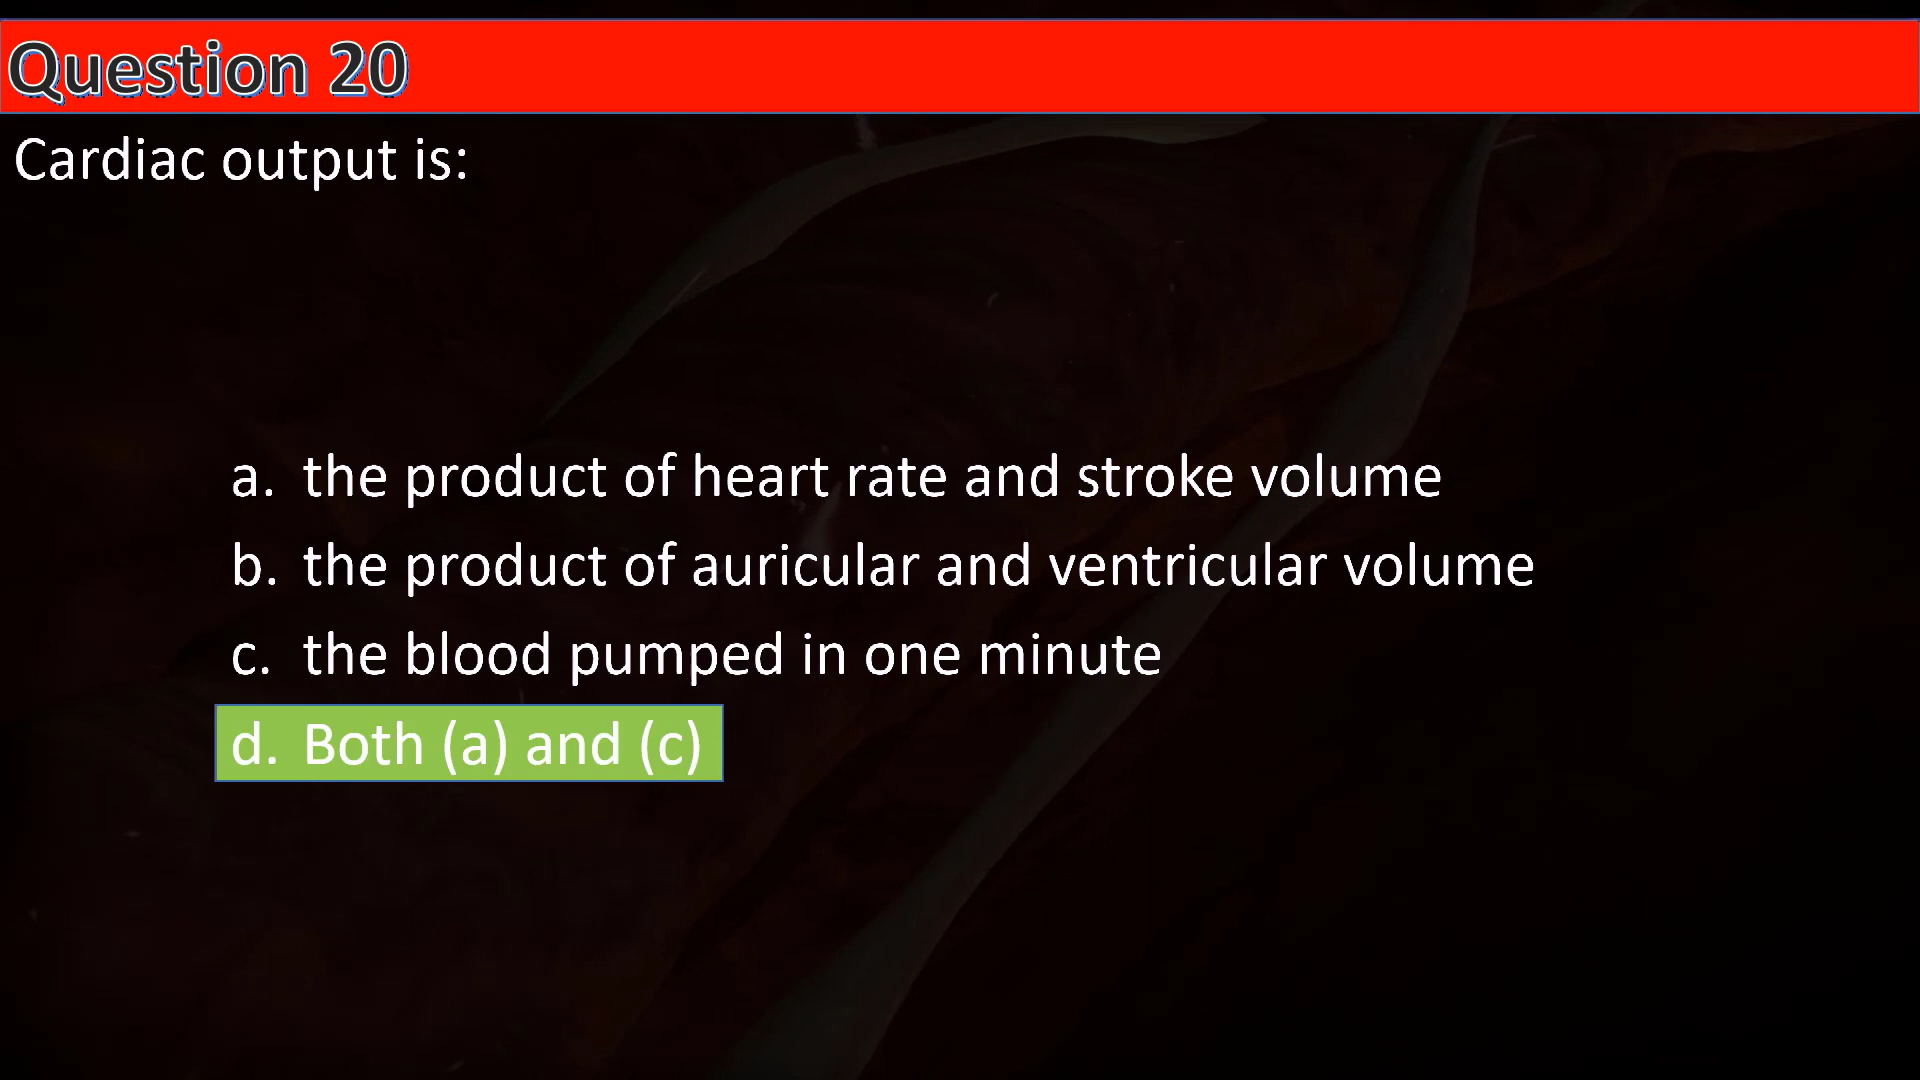 Question 20
Cardiac output is:
a. the product of heart rate and stroke volume
b. the product of auricular and ventricular volume
c. the blood pumped in one minute
d. Both (a) and (c)